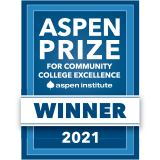 ASPEN
PRIZE
FOR COMMUNITY
COLLEGE EXCELLENCE
aspen institute
WINNER
2021